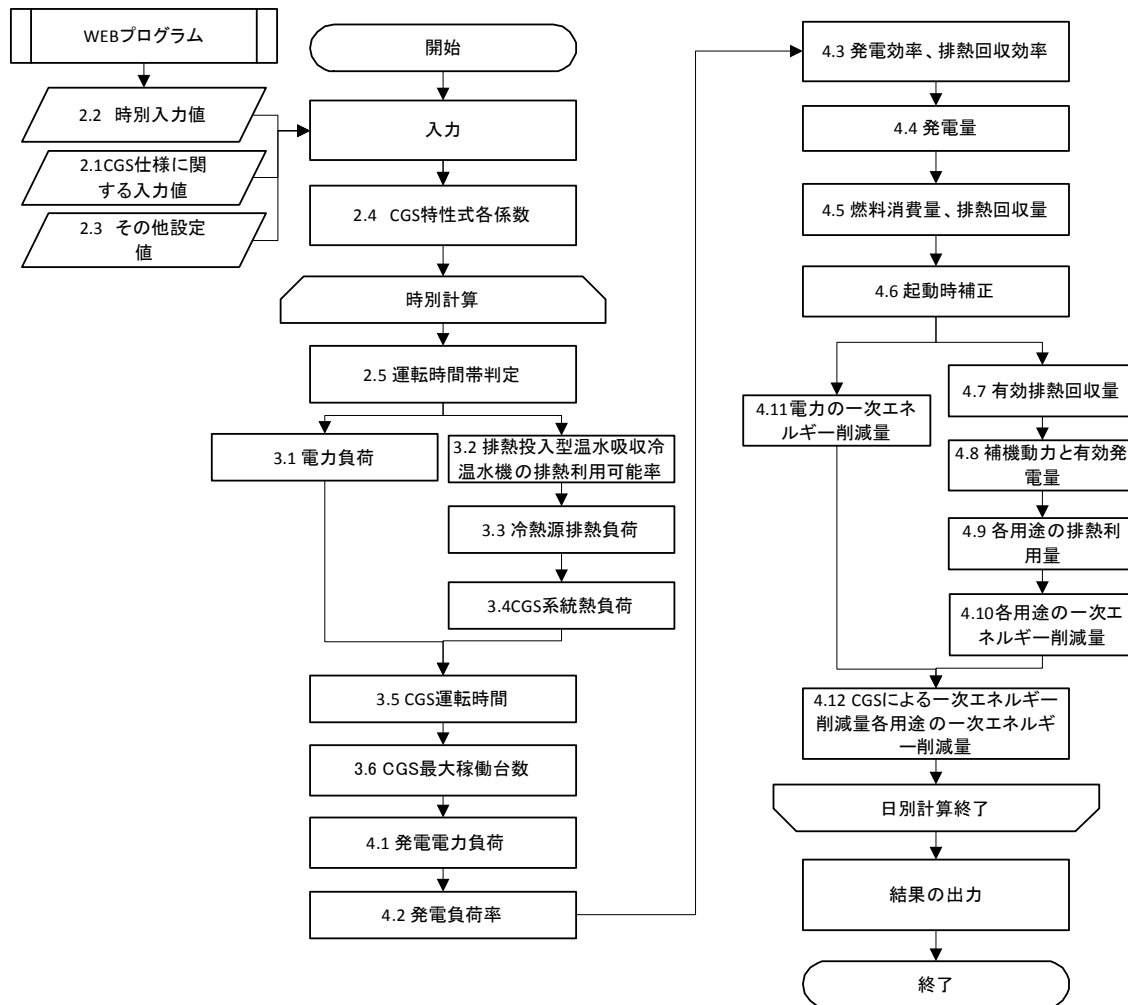 WEBプログラム
2.2 時別入力値
2.1CGS仕様に関
する入力値
2.3 その他設定
値
開始
入力
2.4 CGS特性式各係数
時別計算
2.5 運転時間帯判定
3.1 電力負荷
3.2 排熱投入型温水吸収冷
温水機の排熱利用可能率
3.3 冷熱源排熱負荷
3.4CGS系統熱負荷
3.5 CGS運転時間
3.6 CGS最大稼働台数
4.1 発電電力負荷
4.2 発電負荷率
4.3 発電効率、排熱回収効率
4.4 発電量
4.5 燃料消費量、排熱回収量
4.6 起動時補正
4.11電力の一次エネ
ルギー削減量
4.7 有効排熱回収量
4.8 補機動力と有効発
電量
4.9 各用途の排熱利
用量
4.10各用途の一次エ
ネルギー削減量
4.12 CGSによる一次エネルギー
削減量各用途の一次エネルギ
ー削減量
日別計算終了
結果の出力
終了